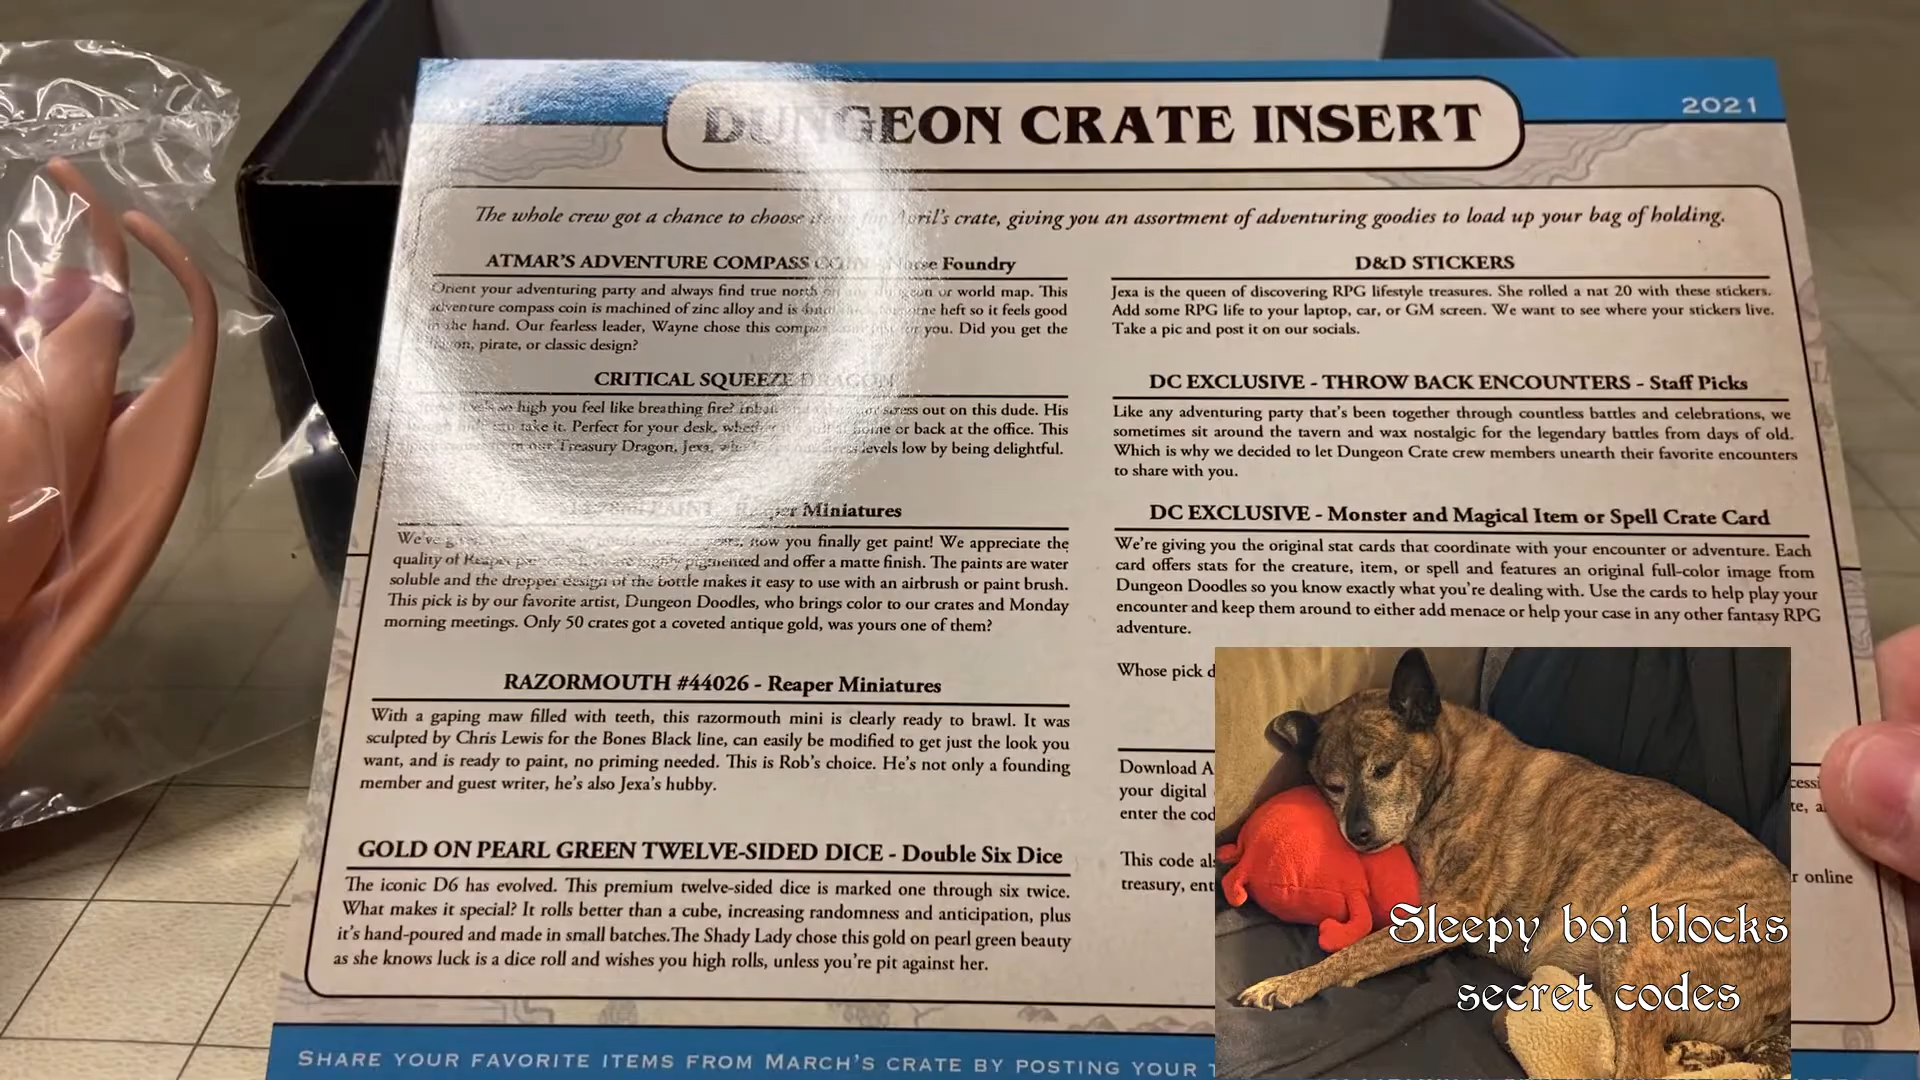 2021
DUNGEON CRATE INSERT
The whole crew got a chance to choose April's crate, giving you an assortment of adventuring goodies to load up your bag of holding.
ATMAR'S ADVENTURE COMPASS COIN - Norse Foundry
Orient your adventuring party and always find true north on any dungeon or world map. This
adventure compass coin is machined of zinc alloy and is heft so it feels good
in the hand. Our fearless leader, Wayne chose this compass for you. Did you get the
pirate, or classic design?
CRITICAL SQUEEZE DRAGON
so high you feel like breathing fire? stress out on this dude. His
can take it. Perfect for your desk, whether home or back at the office. This
our Treasury Dragon, Jexa, levels low by being delightful.
PAINT - Reaper Miniatures
We've now you finally get paint! We appreciate the
quality of Reaper highly pigmented and offer a matte finish. The paints are water
soluble and the dropper design of the bottle makes it easy to use with an airbrush or paint brush.
This pick is by our favorite artist, Dungeon Doodles, who brings color to our crates and Monday
morning meetings. Only 50 crates got a coveted antique gold, was yours one of them?
RAZORMOUTH #44026 - Reaper Miniatures
With a gaping maw filled with teeth, this razormouth mini is clearly ready to brawl. It was
sculpted by Chris Lewis for the Bones Black line, can easily be modified to get just the look you
want, and is ready to paint, no priming needed. This is Rob's choice. He's not only a founding
member and guest writer, he's also Jexa's hubby.
GOLD ON PEARL GREEN TWELVE-SIDED DICE - Double Six Dice
The iconic D6 has evolved. This premium twelve-sided dice is marked one through six twice.
What makes it special? It rolls better than a cube, increasing randomness and anticipation, plus
it's hand-poured and made in small batches.The Shady Lady chose this gold on pearl green beauty
as she knows luck is a dice roll and wishes you high rolls, unless you're pit against her.
D&D STICKERS
Jexa is the queen of discovering RPG lifestyle treasures. She rolled a nat 20 with these stickers.
Add some RPG life to your laptop, car, or GM screen. We want to see where your stickers live.
Take a pic and post it on our socials.
DC EXCLUSIVE - THROW BACK ENCOUNTERS - Staff Picks
Like any adventuring party that's been together through countless battles and celebrations, we
sometimes sit around the tavern and wax nostalgic for the legendary battles from days of old.
Which is why we decided to let Dungeon Crate crew members unearth their favorite encounters
to share with you.
DC EXCLUSIVE - Monster and Magical Item or Spell Crate Card
We're giving you the original stat cards that coordinate with your encounter or adventure. Each
card offers stats for the creature, item, or spell and features an original full-color image from
Dungeon Doodles so you know exactly what you're dealing with. Use the cards to help play your
encounter and keep them around to either add menace or help your case in any other fantasy RPG
adventure.
Whose pick
Download
your digital
enter the
This code
treasury,
online
Sleepy boi blocks
secret codes
SHARE YOUR FAVORITE ITEMS FROM MARCH'S CRATE BY POSTING YOUR